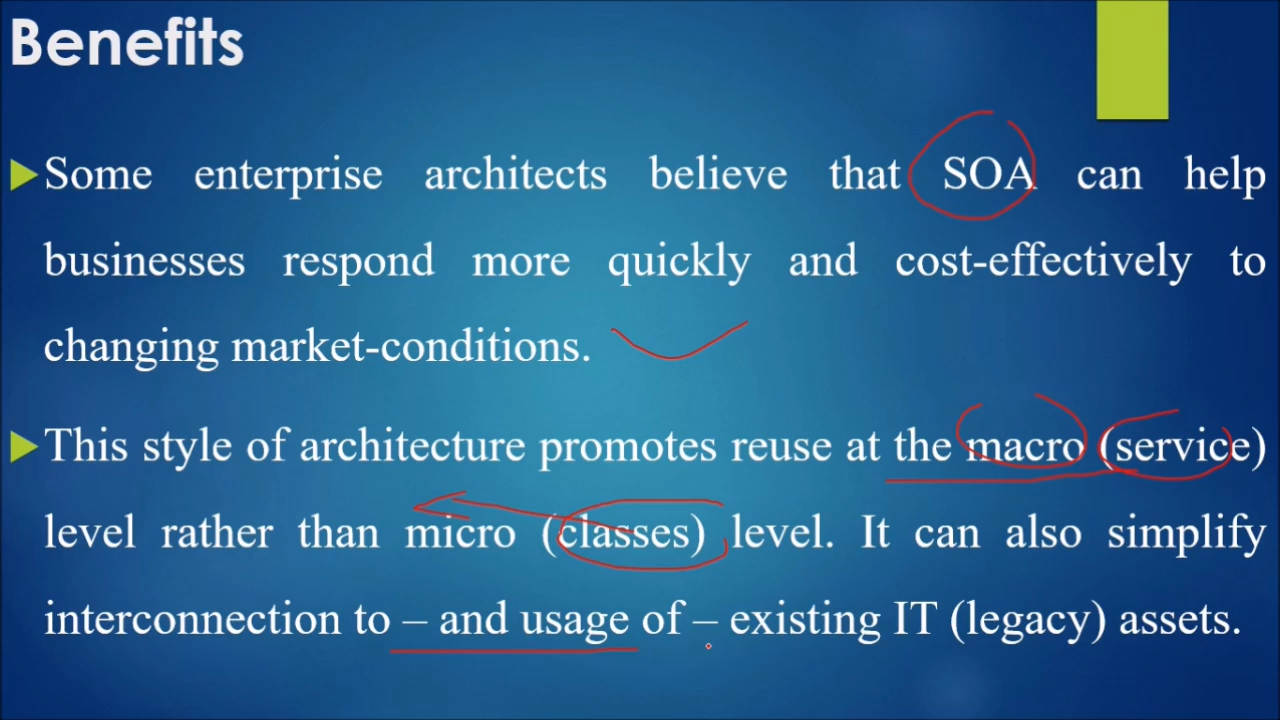 Benefits
Some enterprise architects believe that SOA can help
businesses respond more quickly and cost-effectively to
changing market-conditions.
This style of architecture promotes reuse at the macro (service)
level rather than micro (classes) level. It can also simplify
interconnection to – and usage of – existing IT (legacy) assets.